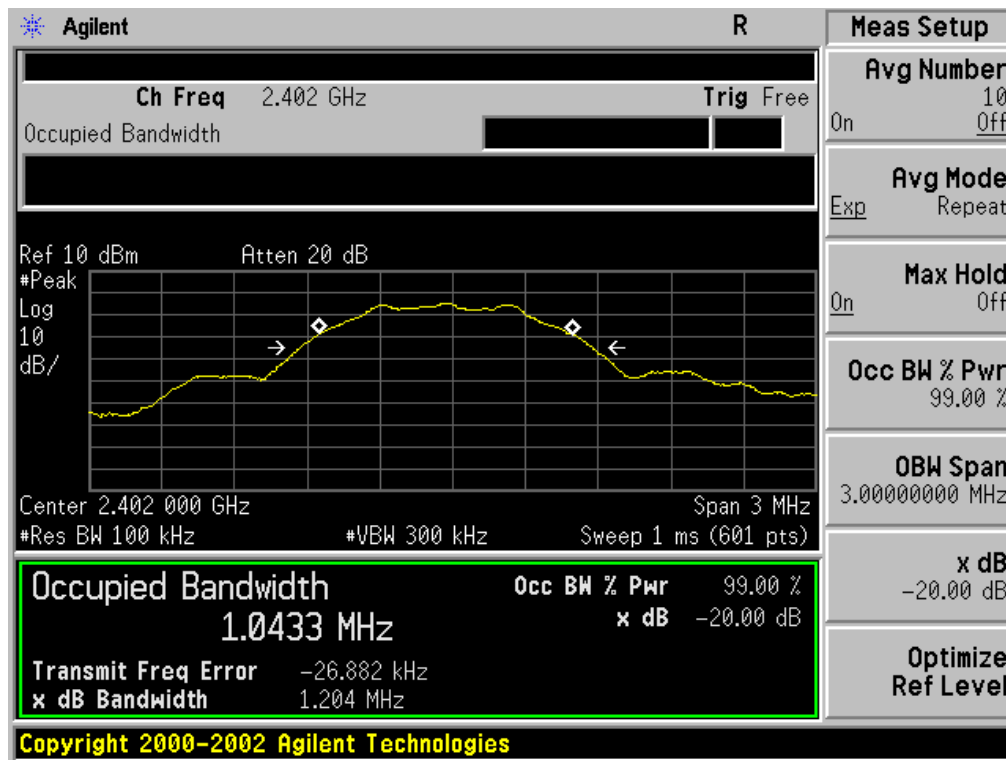 Agilent R
Ch Freq 2.402 GHz Trig Free
Occupied Bandwidth
Ref 10 dBm Atten 20 dB
#Peak
Log
10
dB/
Center 2.402 000 GHz Span 3 MHz
#Res BW 100 kHz #VBW 300 kHz Sweep 1 ms (601 pts)
Occupied Bandwidth Occ BW % Pwr 99.00 %
1.0433 MHz x dB -20.00 dB
Transmit Freq Error -26.882 kHz
x dB Bandwidth 1.204 MHz
Copyright 2000-2002 Agilent Technologies
Meas Setup
Avg Number
10
On Off
Avg Mode
Exp Repeat
Max Hold
On Off
Occ BW % Pwr
99.00 %
OBW Span
3.00000000 MHz
x dB
-20.00 dB
Optimize
Ref Level